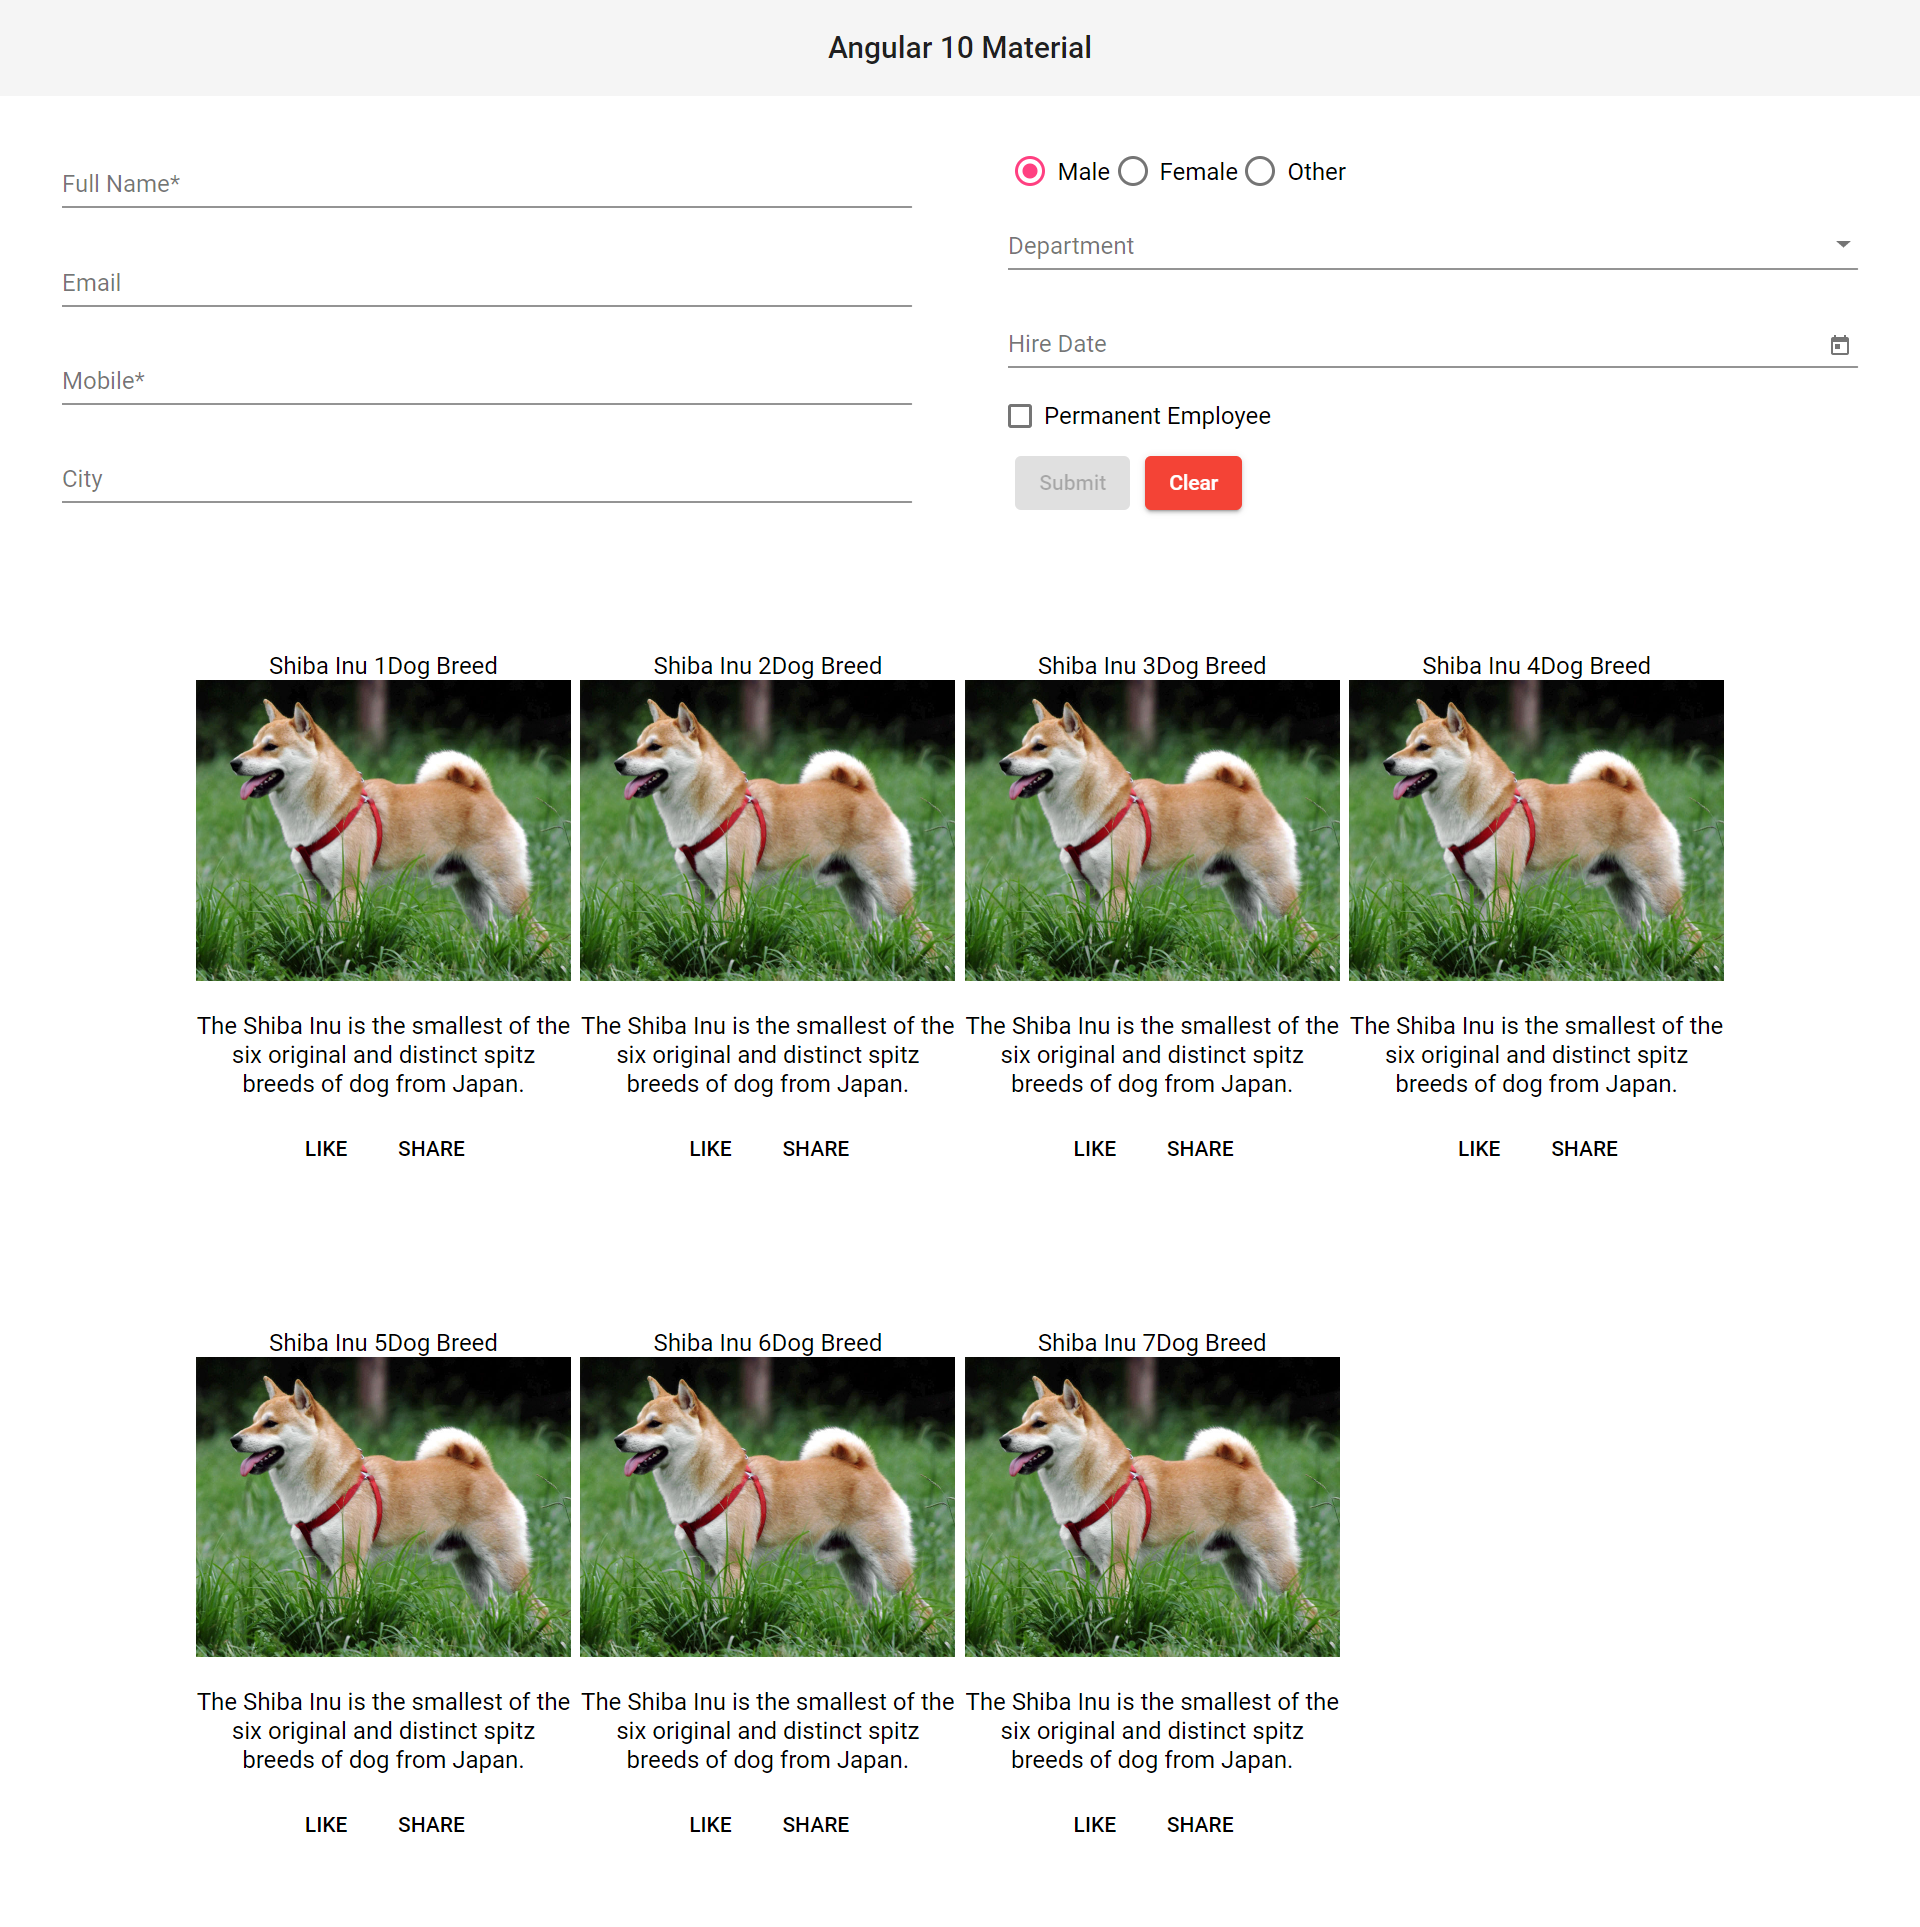 Angular 10 Material
Full Name*
Email
Mobile*
City
Male Female Other
Department
Hire Date
Permanent Employee
Submit Clear
Shiba Inu 1Dog Breed
The Shiba Inu is the smallest of the
six original and distinct spitz
breeds of dog from Japan.
LIKE SHARE
Shiba Inu 2Dog Breed
The Shiba Inu is the smallest of the
six original and distinct spitz
breeds of dog from Japan.
LIKE SHARE
Shiba Inu 3Dog Breed
The Shiba Inu is the smallest of the
six original and distinct spitz
breeds of dog from Japan.
LIKE SHARE
Shiba Inu 4Dog Breed
The Shiba Inu is the smallest of the
six original and distinct spitz
breeds of dog from Japan.
LIKE SHARE
Shiba Inu 5Dog Breed
The Shiba Inu is the smallest of the
six original and distinct spitz
breeds of dog from Japan.
LIKE SHARE
Shiba Inu 6Dog Breed
The Shiba Inu is the smallest of the
six original and distinct spitz
breeds of dog from Japan.
LIKE SHARE
Shiba Inu 7Dog Breed
The Shiba Inu is the smallest of the
six original and distinct spitz
breeds of dog from Japan.
LIKE SHARE